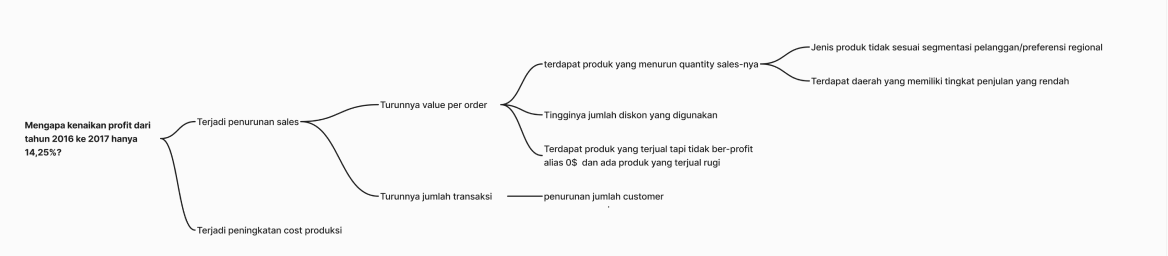 Mengapa kenaikan profit dari
tahun 2016 ke 2017 hanya
14,25%?
Terjadi penurunan sales
Turunnya value per order
terdapat produk yang menurun quantity sales-nya
Jenis produk tidak sesuai segmentasi pelanggan/preferensi regional
Terdapat daerah yang memiliki tingkat penjulan yang rendah
Tingginya jumlah diskon yang digunakan
Terdapat produk yang terjual tapi tidak ber-profit
alias 0$ dan ada produk yang terjual rugi
Turunnya jumlah transaksi
penurunan jumlah customer
Terjadi peningkatan cost produksi